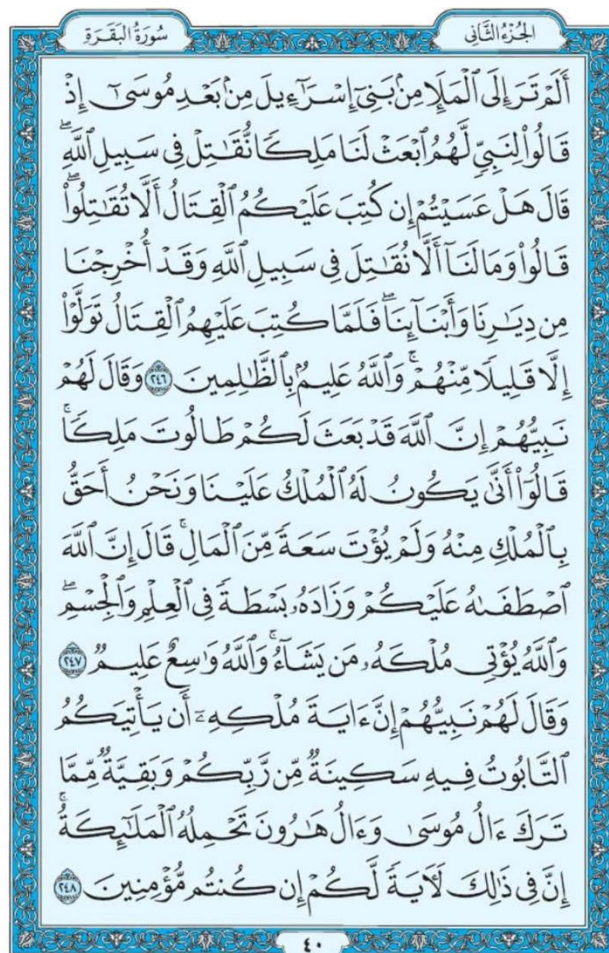 الجُزْءُ الثَّانِي
سُورَةُ البَقَرَةِ
أَلَمْ تَرَ إِلَى ٱلْمَلَإِ مِنۢ بَنِىٓ إِسْرَٰٓءِيلَ مِنۢ بَعْدِ مُوسَىٰٓ إِذْ
قَالُوا۟ لِنَبِىٍّ لَّهُمُ ٱبْعَثْ لَنَا مَلِكًا نُّقَٰتِلْ فِى سَبِيلِ ٱللَّهِ ۖ
قَالَ هَلْ عَسَيْتُمْ إِن كُتِبَ عَلَيْكُمُ ٱلْقِتَالُ أَلَّا تُقَٰتِلُوا۟ ۖ
قَالُوا۟ وَمَا لَنَآ أَلَّا نُقَٰتِلَ فِى سَبِيلِ ٱللَّهِ وَقَدْ أُخْرِجْنَا
مِن دِيَٰرِنَا وَأَبْنَآئِنَا ۖ فَلَمَّا كُتِبَ عَلَيْهِمُ ٱلْقِتَالُ تَوَلَّوْا۟
إِلَّا قَلِيلًا مِّنْهُمْ ۗ وَٱللَّهُ عَلِيمٌۢ بِٱلظَّٰلِمِينَ ٢٤٦ وَقَالَ لَهُمْ
نَبِيُّهُمْ إِنَّ ٱللَّهَ قَدْ بَعَثَ لَكُمْ طَالُوتَ مَلِكًا ۚ
قَالُوٓا۟ أَنَّىٰ يَكُونُ لَهُ ٱلْمُلْكُ عَلَيْنَا وَنَحْنُ أَحَقُّ
بِٱلْمُلْكِ مِنْهُ وَلَمْ يُؤْتَ سَعَةً مِّنَ ٱلْمَالِ ۚ قَالَ إِنَّ ٱللَّهَ
ٱصْطَفَىٰهُ عَلَيْكُمْ وَزَادَهُۥ بَسْطَةً فِى ٱلْعِلْمِ وَٱلْجِسْمِ ۖ
وَٱللَّهُ يُؤْتِى مُلْكَهُۥ مَن يَشَآءُ ۚ وَٱللَّهُ وَٰسِعٌ عَلِيمٌ ٢٤٧
وَقَالَ لَهُمْ نَبِيُّهُمْ إِنَّ ءَايَةَ مُلْكِهِۦٓ أَن يَأْتِيَكُمُ
ٱلتَّابُوتُ فِيهِ سَكِينَةٌ مِّن رَّبِّكُمْ وَبَقِيَّةٌ مِّمَّا
تَرَكَ ءَالُ مُوسَىٰ وَءَالُ هَٰرُونَ تَحْمِلُهُ ٱلْمَلَٰٓئِكَةُ ۚ
إِنَّ فِى ذَٰلِكَ لَءَايَةً لَّكُمْ إِن كُنتُم مُّؤْمِنِينَ ٢٤٨
٤٠